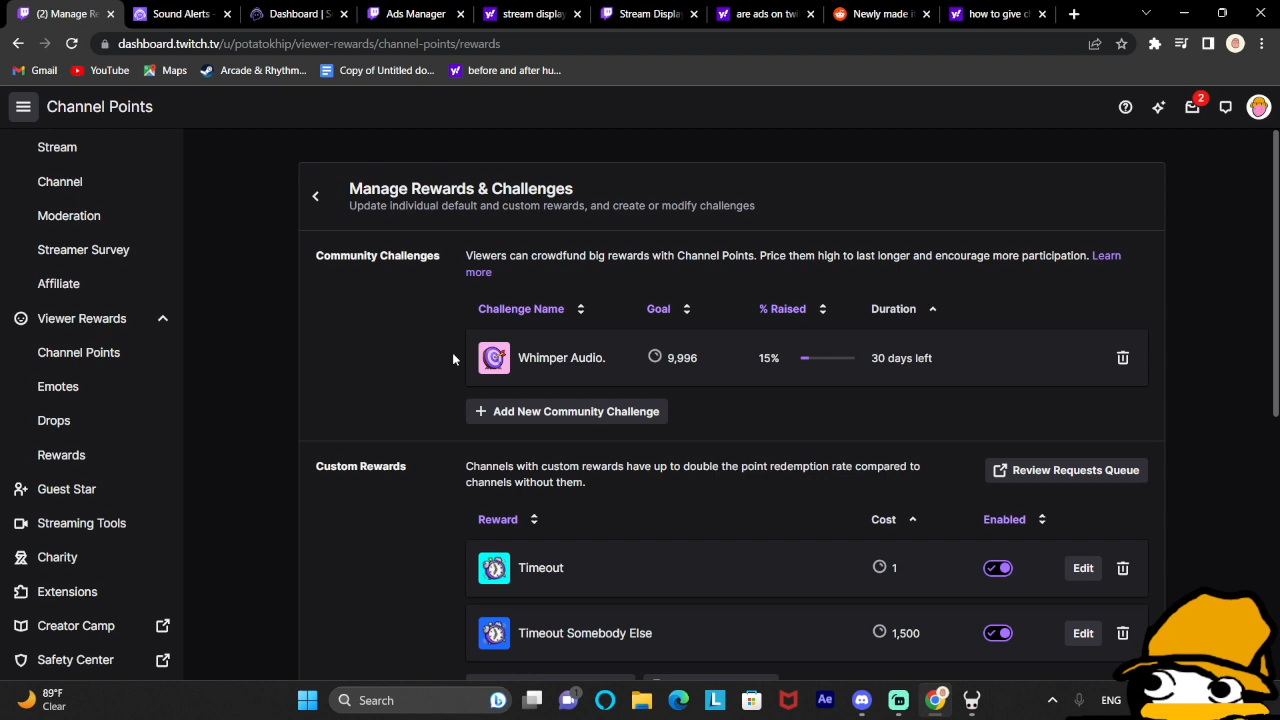 (2) Manage Re
Sound Alerts -
Dashboard | S
Ads Manager
stream display
Stream Display
are ads on twi
Newly made it
how to give ch
dashboard.twitch.tv/u/potatokhip/viewer-rewards/channel-points/rewards
Gmail
YouTube
Maps
Arcade & Rhythm...
Copy of Untitled do...
before and after hu...
Channel Points
2
Stream
Channel
Moderation
Streamer Survey
Affiliate
Viewer Rewards
Channel Points
Emotes
Drops
Rewards
Guest Star
Streaming Tools
Charity
Extensions
Creator Camp
Safety Center
Manage Rewards & Challenges
Update individual default and custom rewards, and create or modify challenges
Community Challenges
Viewers can crowdfund big rewards with Channel Points. Price them high to last longer and encourage more participation. Learn
more
Challenge Name Goal % Raised Duration
Whimper Audio. 9,996 15% 30 days left
+ Add New Community Challenge
Custom Rewards
Channels with custom rewards have up to double the point redemption rate compared to
channels without them.
Review Requests Queue
Reward Cost Enabled
Timeout 1 Edit
Timeout Somebody Else 1,500 Edit
89°F
Clear
Search
1
L
Ae
ENG